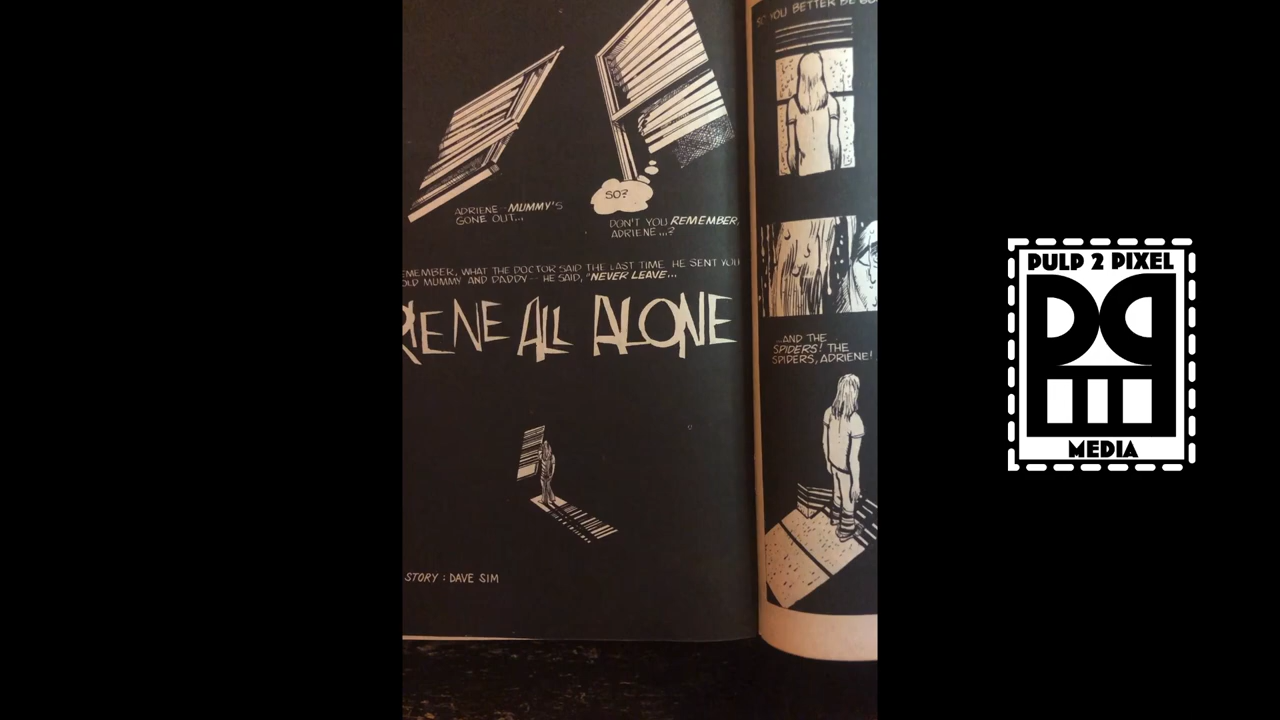 ADRIENE--MUMMY'S
GONE OUT...
SO?
DON'T YOU REMEMBER,
ADRIENE...?
EMEMBER, WHAT THE DOCTOR SAID THE LAST TIME HE SENT YOU
OLD MUMMY AND DADDY -- HE SAID, "NEVER LEAVE...
RIENE ALL ALONE
STORY : DAVE SIM
YOU BETTER BE
...AND THE
SPIDERS! THE
SPIDERS, ADRIENE!
PULP 2 PIXEL
MEDIA